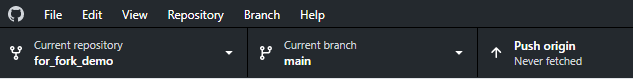 File Edit View Repository Branch Help
Current repository
for_fork_demo
Current branch
main
Push origin
Never fetched